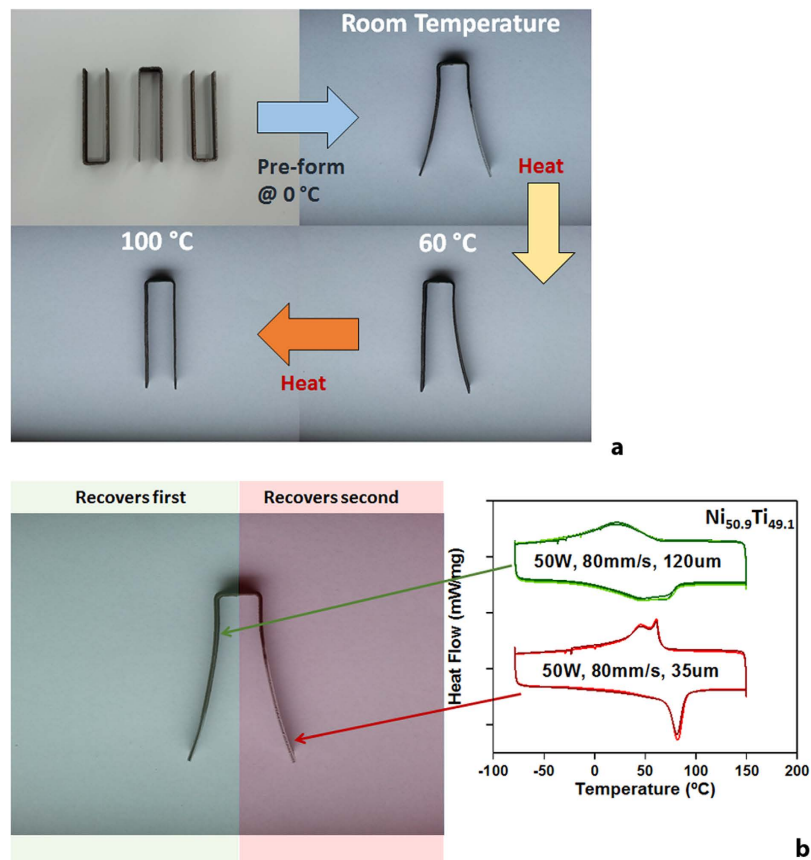 Room Temperature
Pre-form
@ 0 °C
Heat
100 °C
60 °C
Heat
a
Recovers first
Recovers second
Ni50.9Ti49.1
50W, 80mm/s, 120um
50W, 80mm/s, 35um
Heat Flow (mW/mg)
-100
-50
0
50
100
150
200
Temperature (ºC)
b